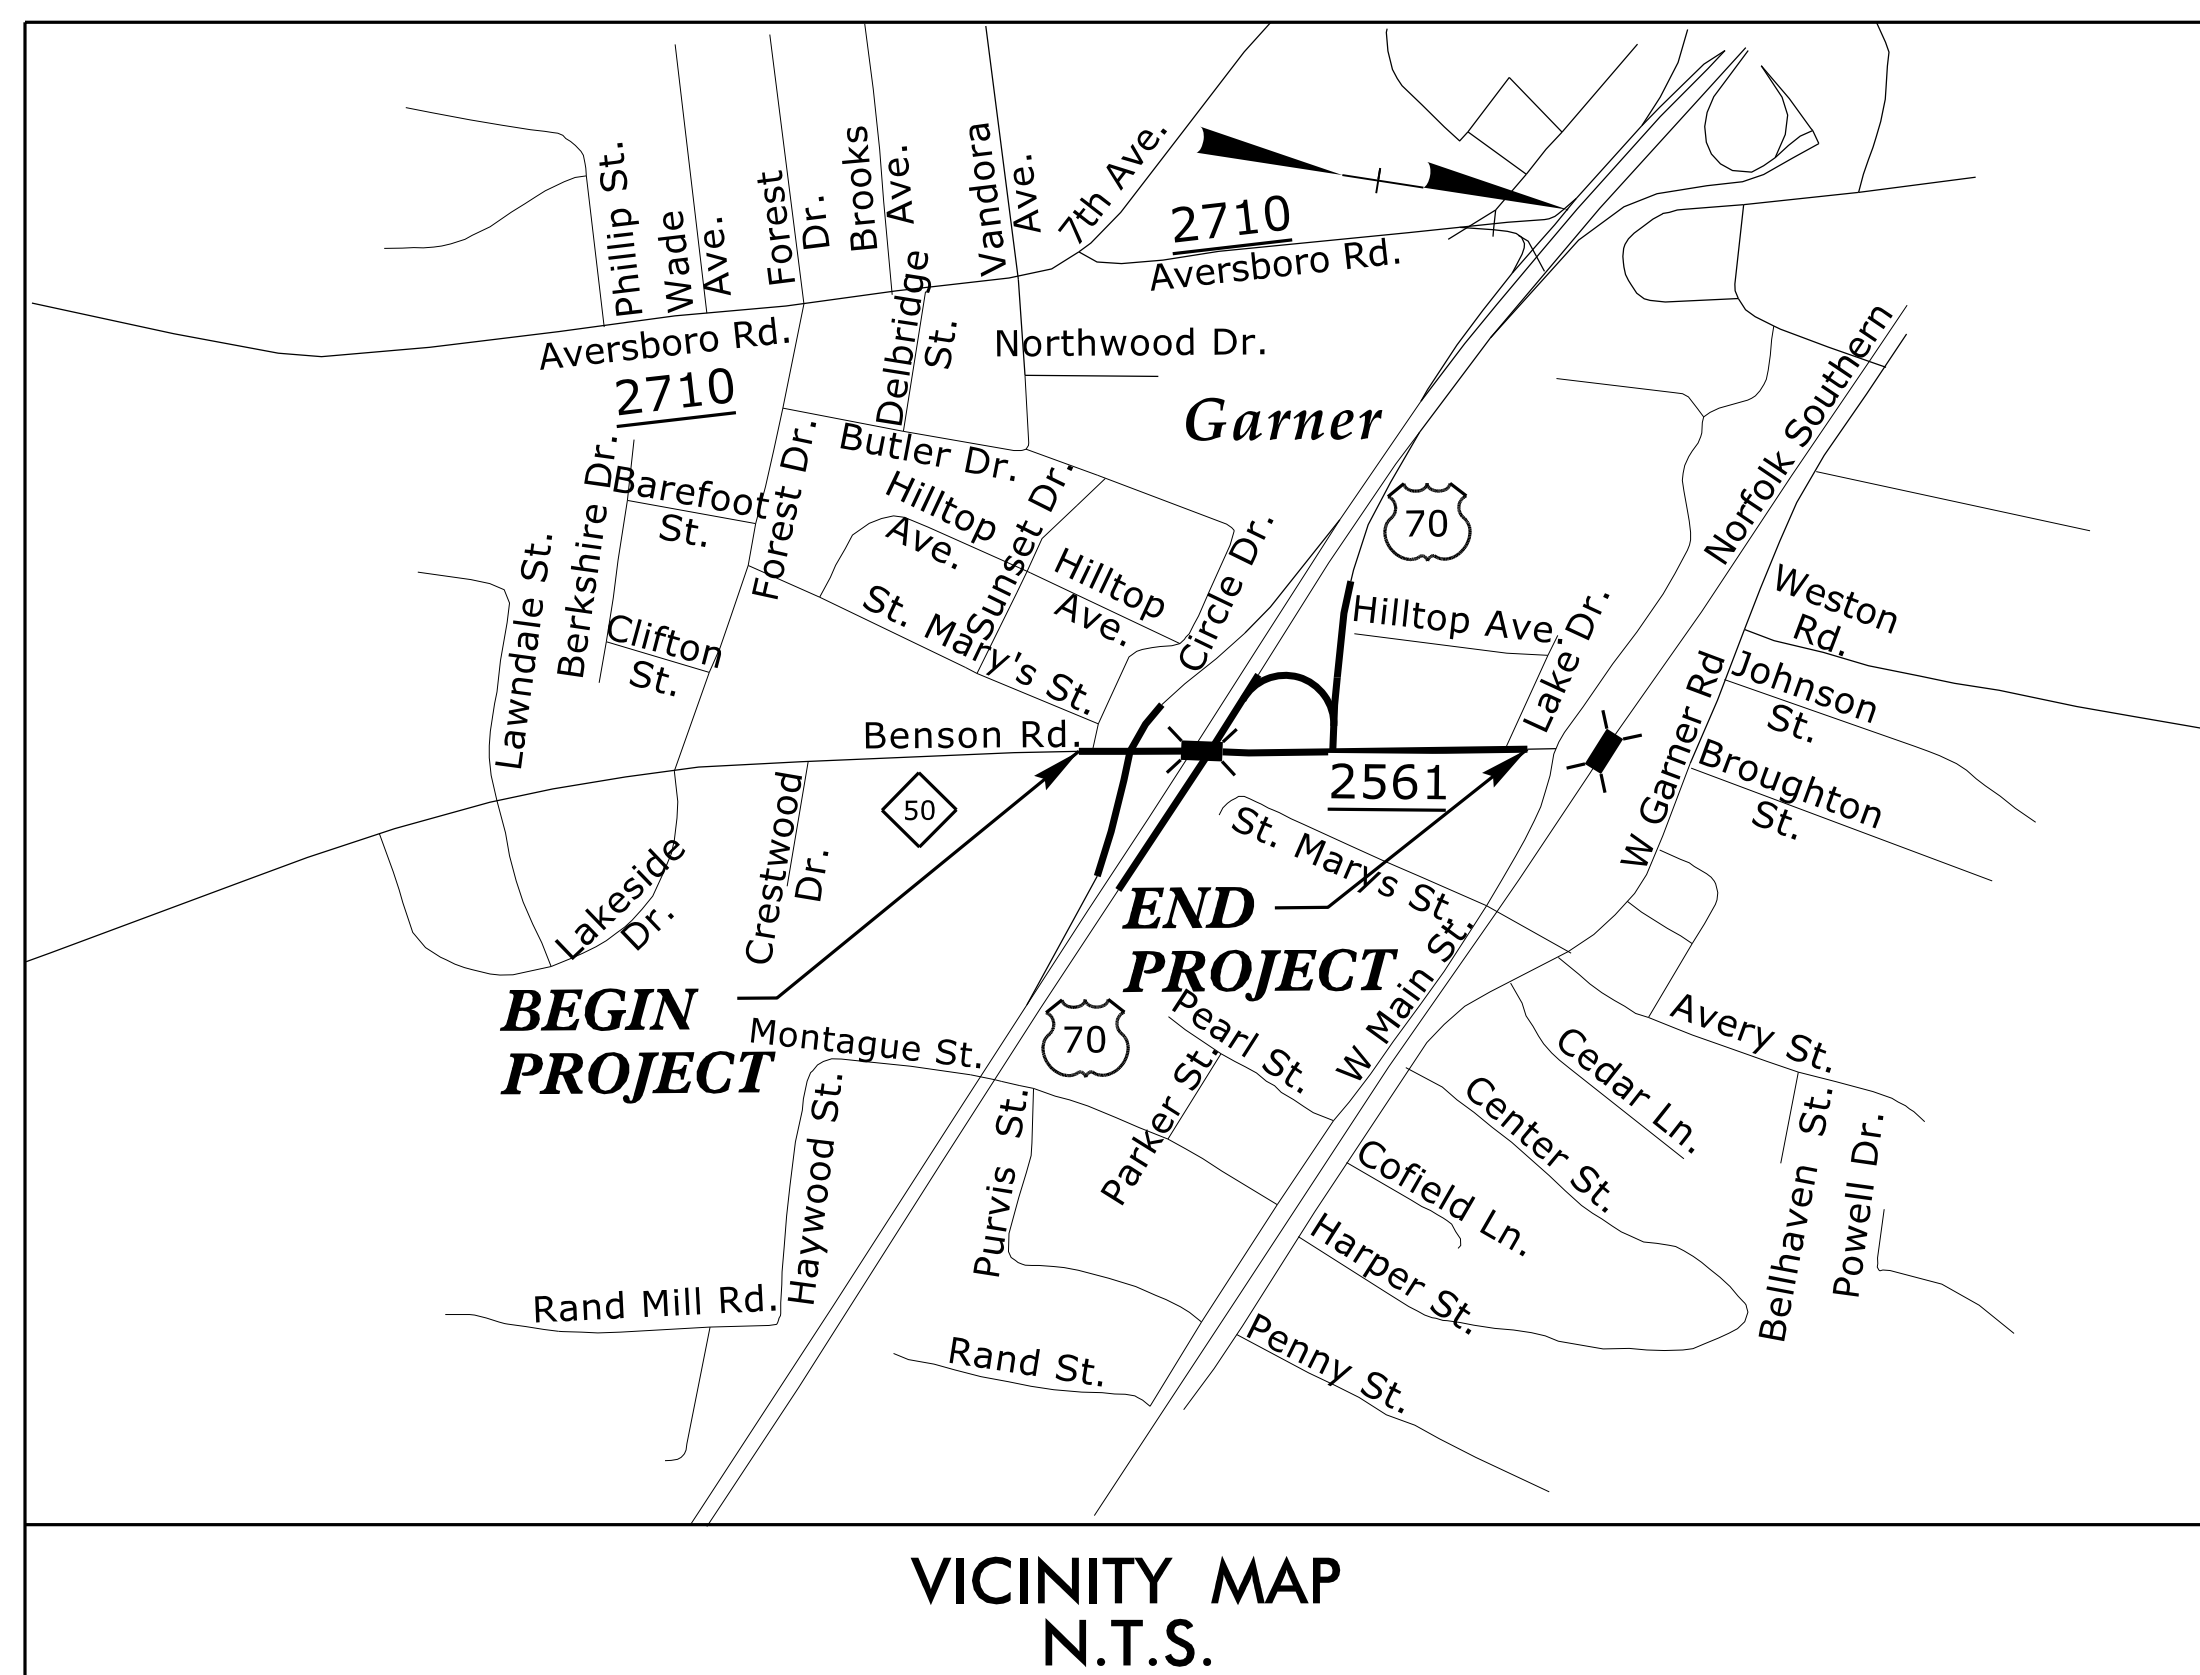 Phillip St.
Wade
Ave.
Forest
Dr.
Brooks
Ave.
Vandora
Ave.
7th Ave.
2710
Aversboro Rd.
Aversboro Rd.
2710
Delbridge
St.
Northwood Dr.
Garner
Norfolk Southern
Butler Dr.
Berkshire Dr.
Barefoot
St.
Forest Dr.
Hilltop
Ave.
Sunset Dr.
70
Lawndale St.
Clifton
St.
St. Mary's St.
Hilltop
Ave.
Circle Dr.
Hilltop Ave.
Lake Dr.
Weston
Rd.
Johnson
St.
W Garner Rd
Broughton
St.
Benson Rd.
50
2561
Crestwood
Dr.
Lakeside
Dr.
St. Marys St.
END
PROJECT
BEGIN
PROJECT
W Main St.
Montague St.
70
Pearl St.
Avery St.
Cedar Ln.
Haywood St.
Purvis St.
Parker St.
Center St.
Cofield Ln.
Bellhaven St.
Powell Dr.
Harper St.
Rand Mill Rd.
Rand St.
Penny St.
VICINITY MAP
N.T.S.